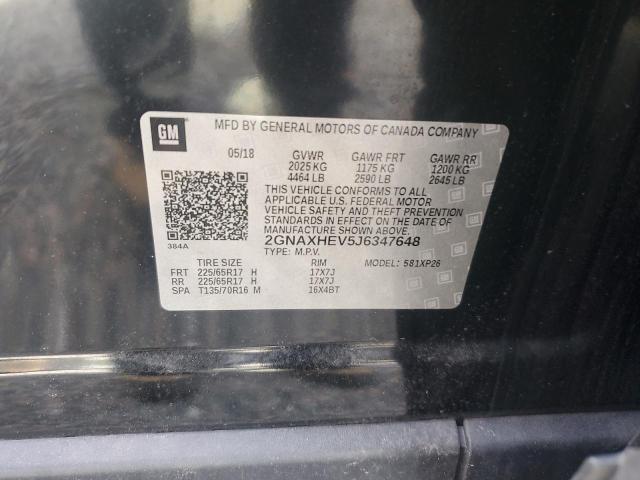 GM
MFD BY GENERAL MOTORS OF CANADA COMPANY
05/18 GVWR GAWR FRT GAWR RR
2025 KG 1175 KG 1200 KG
4464 LB 2590 LB 2645 LB
THIS VEHICLE CONFORMS TO ALL
APPLICABLE U.S. FEDERAL MOTOR
VEHICLE SAFETY AND THEFT PREVENTION
STANDARDS IN EFFECT ON THE DATE OF
MANUFACTURE SHOWN ABOVE.
384A
2GNAXHEV5J6347648
TYPE: M.P.V. MODEL: 581XP26
TIRE SIZE RIM
FRT 225/65R17 H 17X7J
RR 225/65R17 H 17X7J
SPA T135/70R16 M 16X4BT